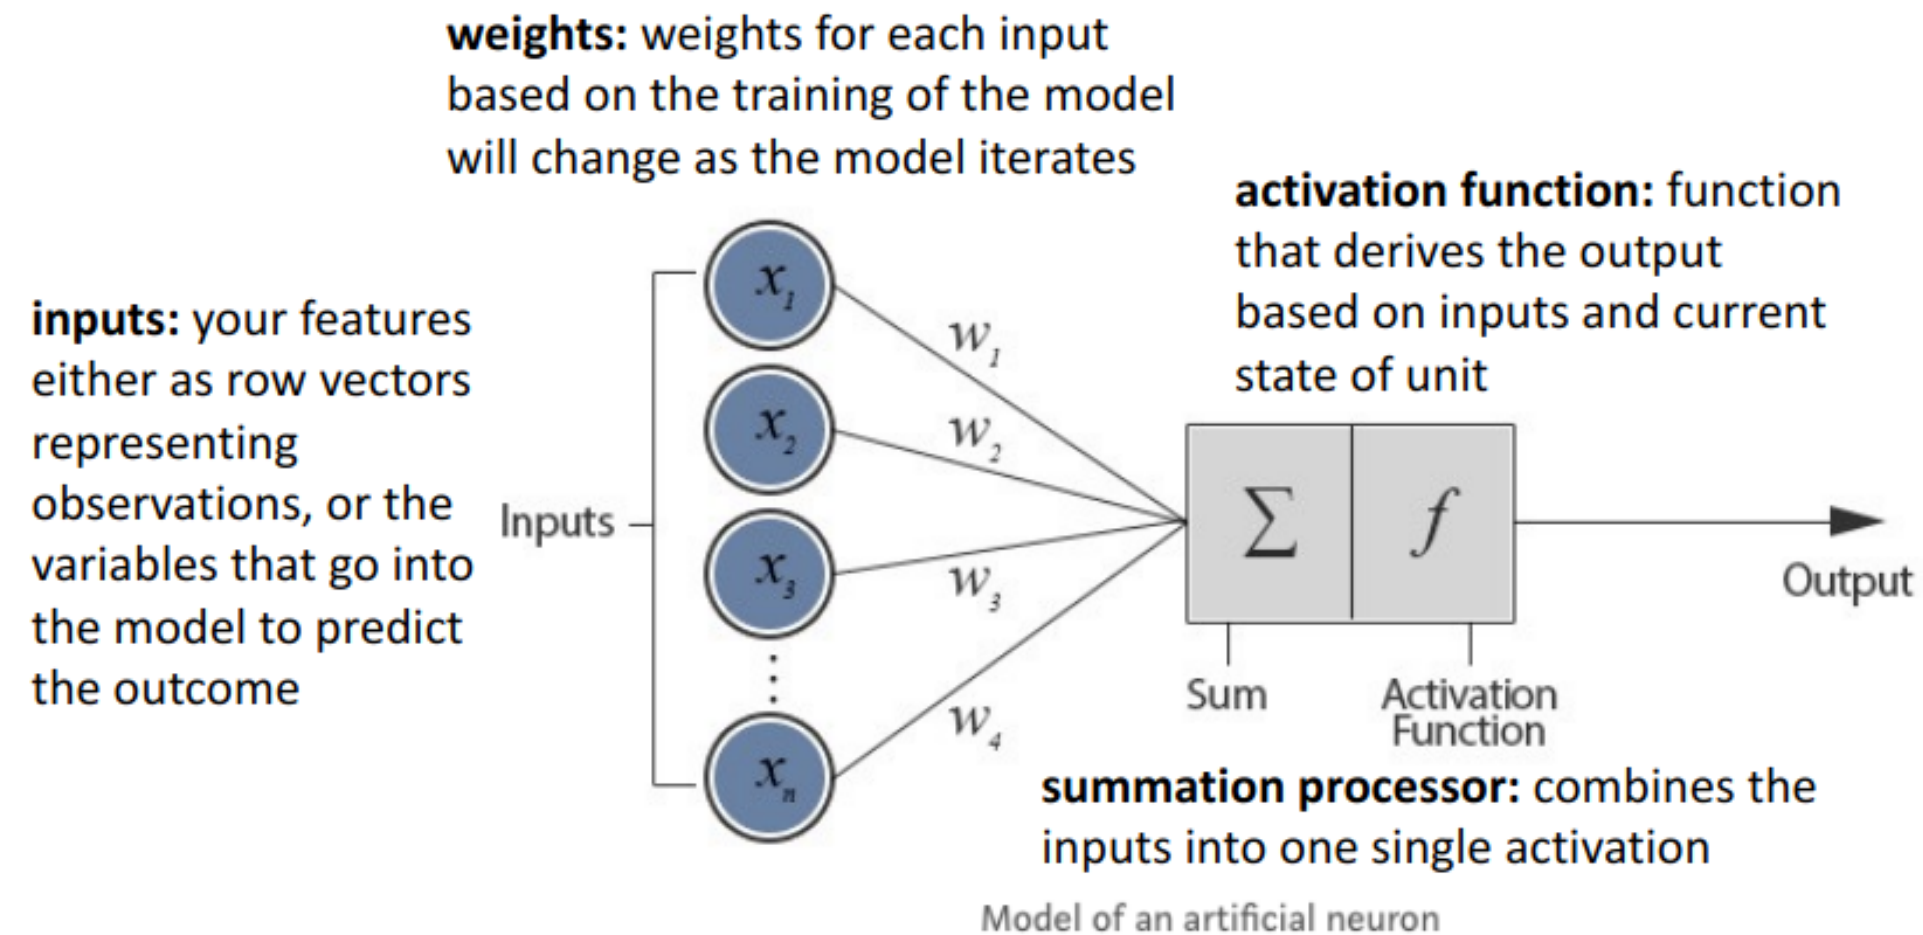 weights: weights for each input
based on the training of the model
will change as the model iterates
activation function: function
that derives the output
based on inputs and current
state of unit
inputs: your features
either as row vectors
representing
observations, or the
variables that go into
the model to predict
the outcome
Inputs
x1
x2
x3
xn
w1
w2
w3
w4
Σ
f
Output
Sum
Activation
Function
summation processor: combines the
inputs into one single activation
Model of an artificial neuron